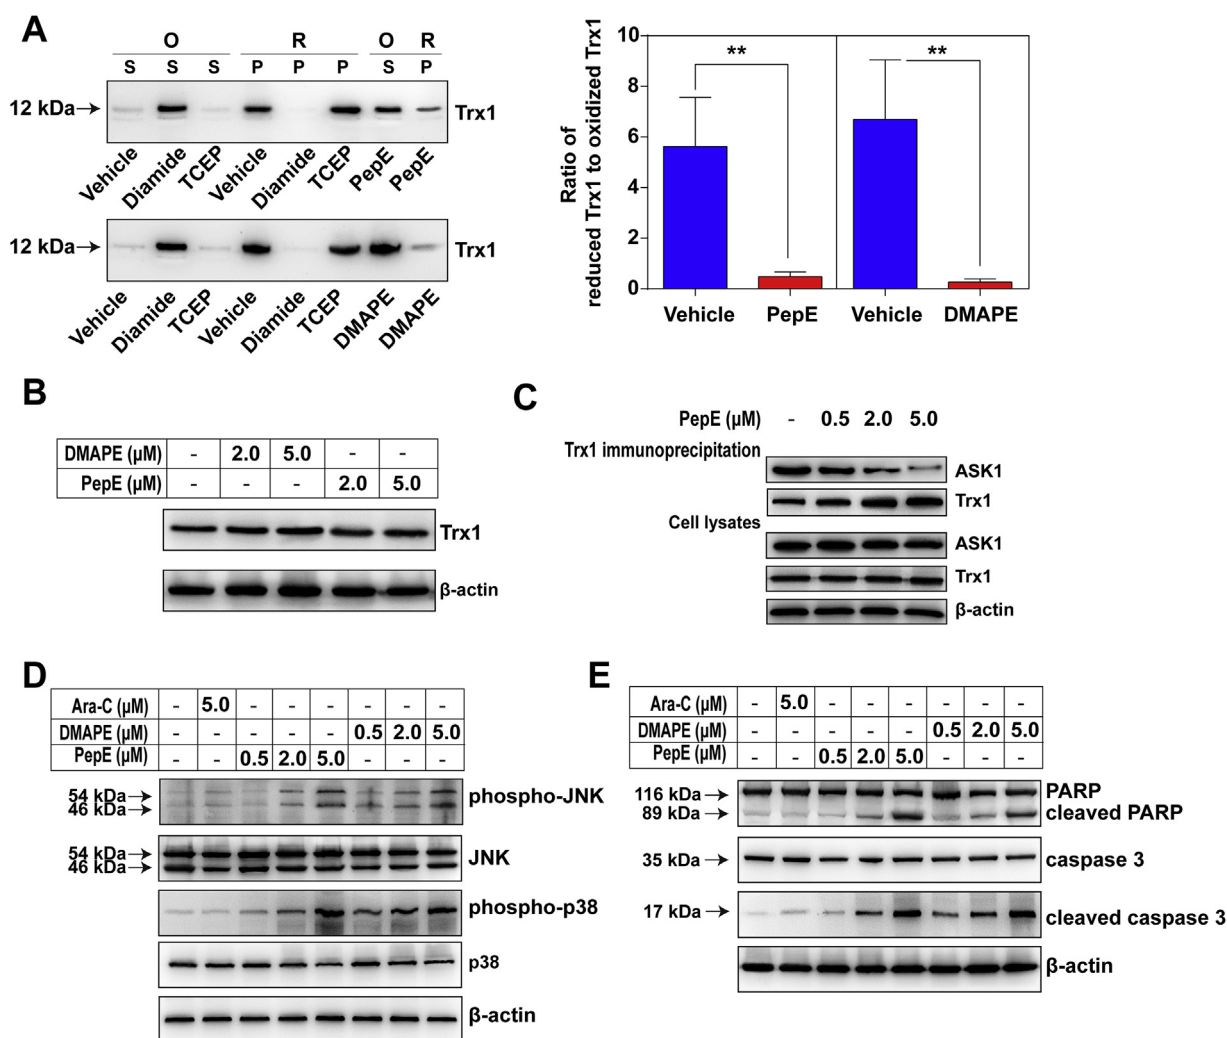 A
O R O R
S S S P P P S P
12 kDa→ Trx1
Vehicle Diamide TCEP Vehicle Diamide TCEP PepE PepE
12 kDa→ Trx1
Vehicle Diamide TCEP Vehicle Diamide TCEP DMAPE DMAPE
Ratio of
reduced Trx1 to oxidized Trx1
10
8
6
4
2
0
** **
Vehicle PepE Vehicle DMAPE
B
DMAPE (μM) - 2.0 5.0 - -
PepE (μM) - - - 2.0 5.0
Trx1
β-actin
C
PepE (μM) - 0.5 2.0 5.0
Trx1 immunoprecipitation
ASK1
Trx1
Cell lysates
ASK1
Trx1
β-actin
D
Ara-C (μM) - 5.0 - - - - - -
DMAPE (μM) - - - - - 0.5 2.0 5.0
PepE (μM) - - 0.5 2.0 5.0 - - -
54 kDa→ phospho-JNK
46 kDa→
54 kDa→ JNK
46 kDa→
phospho-p38
p38
β-actin
E
Ara-C (μM) - 5.0 - - - - - -
DMAPE (μM) - - - - - 0.5 2.0 5.0
PepE (μM) - - 0.5 2.0 5.0 - - -
116 kDa→ PARP
89 kDa→ cleaved PARP
35 kDa→ caspase 3
17 kDa→ cleaved caspase 3
β-actin